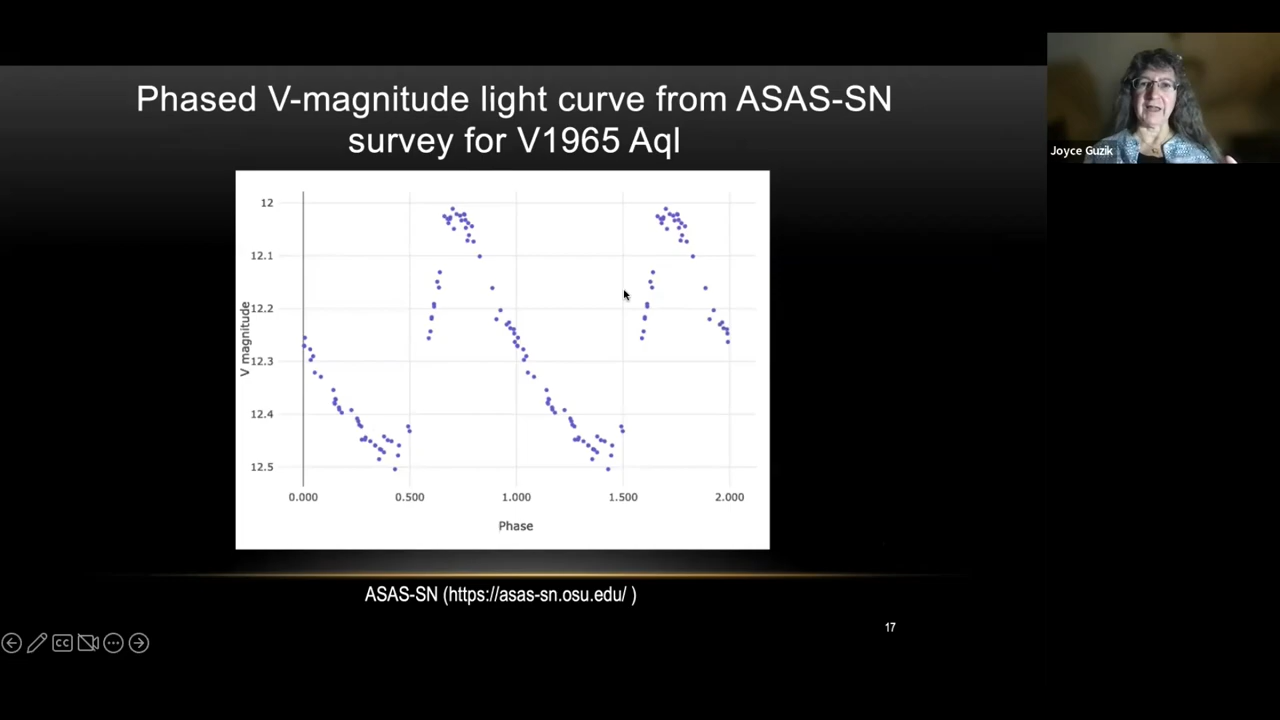 Phased V-magnitude light curve from ASAS-SN
survey for V1965 Aql
Joyce Guzik
12
12.1
12.2
12.3
12.4
12.5
V magnitude
0.000 0.500 1.000 1.500 2.000
Phase
ASAS-SN (https://asas-sn.osu.edu/ )
17
CC